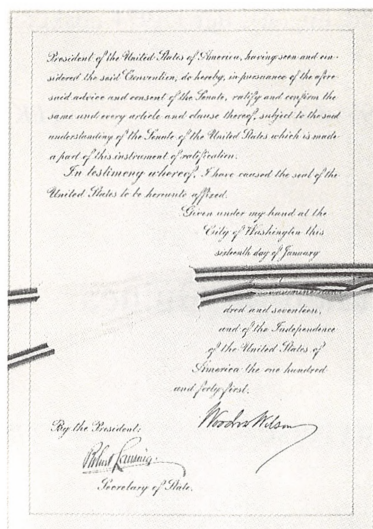 President of the United States of America, having seen and con-
sidered the said Convention, do hereby, in pursuance of the afore-
said advice and consent of the Senate, ratify and confirm the
same and every article and clause thereof, subject to the said
understanding of the Senate of the United States which is made
a part of this instrument of ratification.
In testimony whereof, I have caused the seal of the
United States to be hereunto affixed.
Given under my hand at the
City of Washington this
sixteenth day of January
dred and seventeen,
and of the Independence
of the United States of
America the one hundred
and forty-first.
Woodrow Wilson
By the President:
Robert Lansing
Secretary of State.